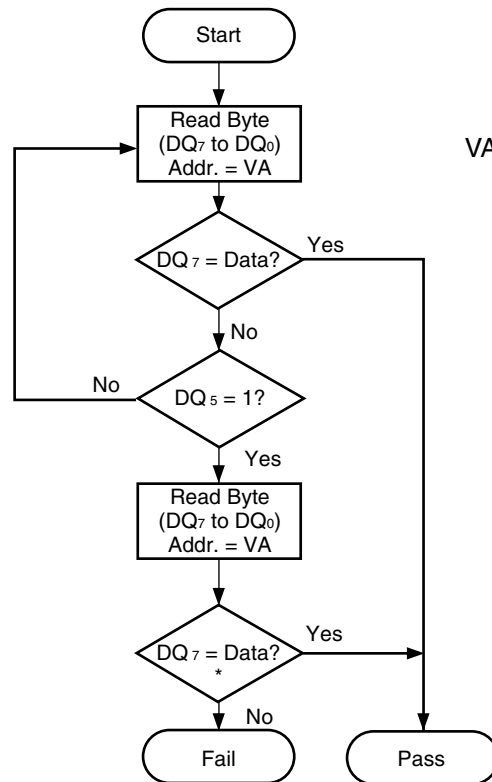 Start
Read Byte
(DQ7 to DQ0)
Addr. = VA
VA
DQ7 = Data?
Yes
No
No
DQ5 = 1?
Yes
Read Byte
(DQ7 to DQ0)
Addr. = VA
DQ7 = Data?
*
Yes
No
Fail
Pass